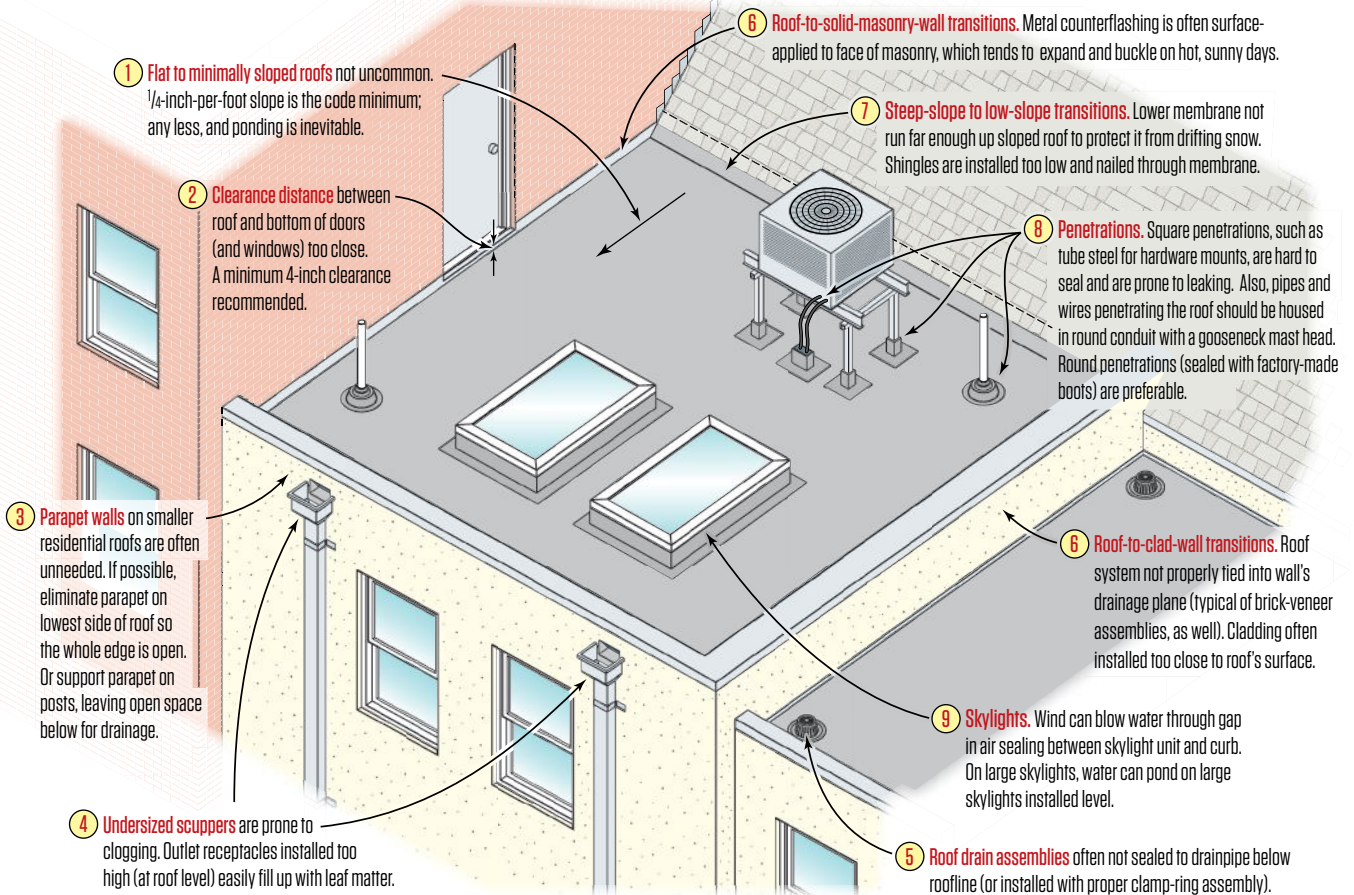 1 Flat to minimally sloped roofs not uncommon.
1/4-inch-per-foot slope is the code minimum;
any less, and ponding is inevitable.
2 Clearance distance between
roof and bottom of doors
(and windows) too close.
A minimum 4-inch clearance
recommended.
3 Parapet walls on smaller
residential roofs are often
unneeded. If possible,
eliminate parapet on
lowest side of roof so
the whole edge is open.
Or support parapet on
posts, leaving open space
below for drainage.
4 Undersized scuppers are prone to
clogging. Outlet receptacles installed too
high (at roof level) easily fill up with leaf matter.
5 Roof drain assemblies often not sealed to drainpipe below
roofline (or installed with proper clamp-ring assembly).
6 Roof-to-solid-masonry-wall transitions. Metal counterflashing is often surface-
applied to face of masonry, which tends to expand and buckle on hot, sunny days.
7 Steep-slope to low-slope transitions. Lower membrane not
run far enough up sloped roof to protect it from drifting snow.
Shingles are installed too low and nailed through membrane.
8 Penetrations. Square penetrations, such as
tube steel for hardware mounts, are hard to
seal and are prone to leaking. Also, pipes and
wires penetrating the roof should be housed
in round conduit with a gooseneck mast head.
Round penetrations (sealed with factory-made
boots) are preferable.
6 Roof-to-clad-wall transitions. Roof
system not properly tied into wall's
drainage plane (typical of brick-veneer
assemblies, as well). Cladding often
installed too close to roof's surface.
9 Skylights. Wind can blow water through gap
in air sealing between skylight unit and curb.
On large skylights, water can pond on large
skylights installed level.